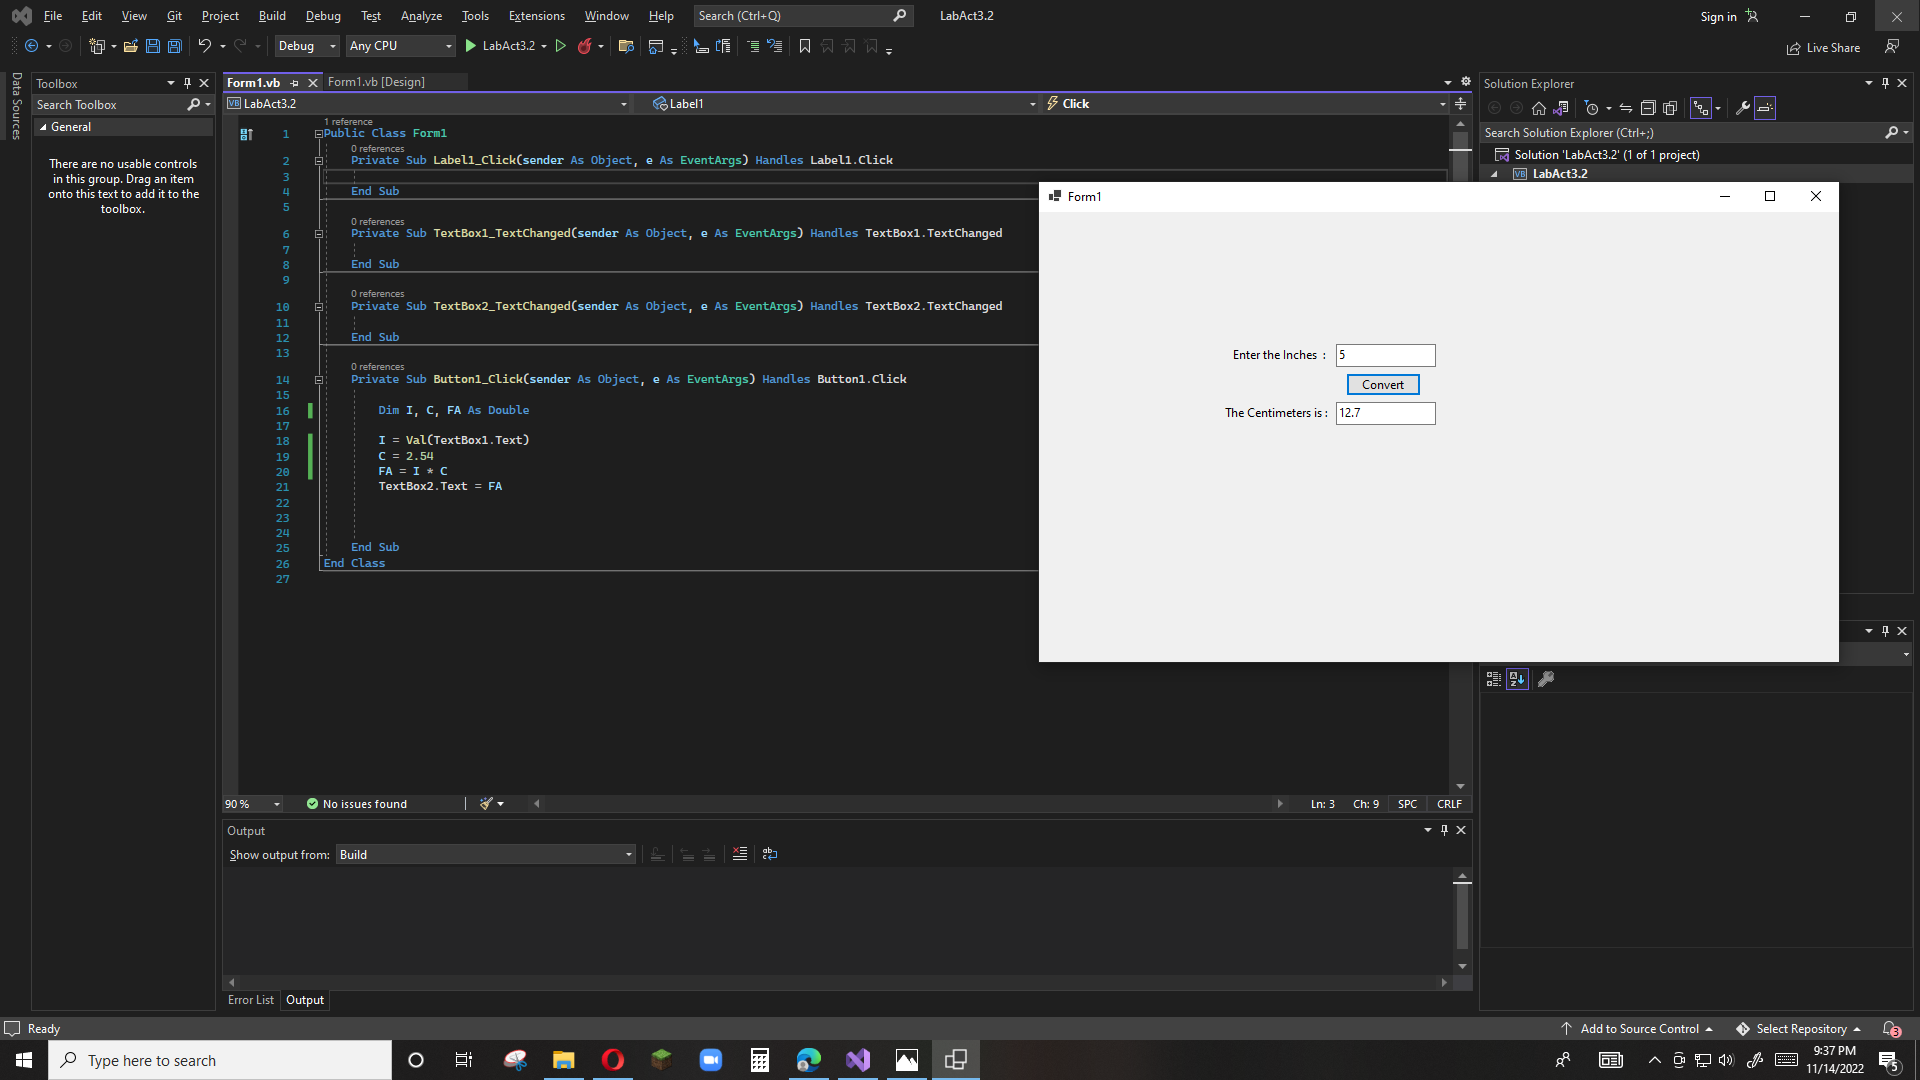 File Edit View Git Project Build Debug Test Analyze Tools Extensions Window Help Search (Ctrl+Q) LabAct3.2 Sign in
Debug Any CPU LabAct3.2 Live Share
Data Sources
Toolbox
Search Toolbox
General
There are no usable controls
in this group. Drag an item
onto this text to add it to the
toolbox.
Form1.vb Form1.vb [Design]
VB LabAct3.2 Label1 Click
1 reference
1 Public Class Form1
0 references
2 Private Sub Label1_Click(sender As Object, e As EventArgs) Handles Label1.Click
3
4 End Sub
5
0 references
6 Private Sub TextBox1_TextChanged(sender As Object, e As EventArgs) Handles TextBox1.TextChanged
7
8 End Sub
9
0 references
10 Private Sub TextBox2_TextChanged(sender As Object, e As EventArgs) Handles TextBox2.TextChanged
11
12 End Sub
13
0 references
14 Private Sub Button1_Click(sender As Object, e As EventArgs) Handles Button1.Click
15
16 Dim I, C, FA As Double
17
18 I = Val(TextBox1.Text)
19 C = 2.54
20 FA = I * C
21 TextBox2.Text = FA
22
23
24
25 End Sub
26 End Class
27
90 % No issues found Ln: 3 Ch: 9 SPC CRLF
Output
Show output from: Build
Error List Output
Solution Explorer
Search Solution Explorer (Ctrl+;)
Solution 'LabAct3.2' (1 of 1 project)
VB LabAct3.2
Form1
Enter the Inches : 5
Convert
The Centimeters is : 12.7
Ready Add to Source Control Select Repository 3
Type here to search
9:37 PM
11/14/2022
5